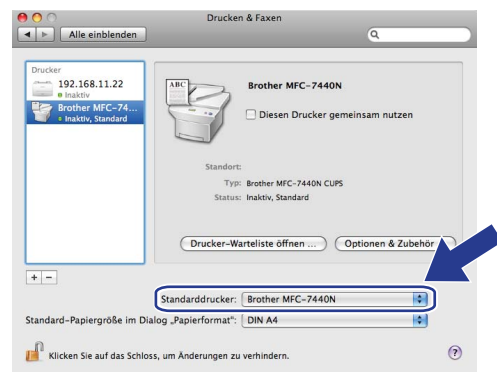 Drucken & Faxen
Alle einblenden
Drucker
192.168.11.22
Inaktiv
Brother MFC-74...
Inaktiv, Standard
ABC
Brother MFC-7440N
Diesen Drucker gemeinsam nutzen
Standort:
Typ: Brother MFC-7440N CUPS
Status: Inaktiv, Standard
Drucker-Warteliste öffnen ...
Optionen & Zubehör
+ −
Standarddrucker: Brother MFC-7440N
Standard-Papiergröße im Dialog „Papierformat“: DIN A4
Klicken Sie auf das Schloss, um Änderungen zu verhindern.
?